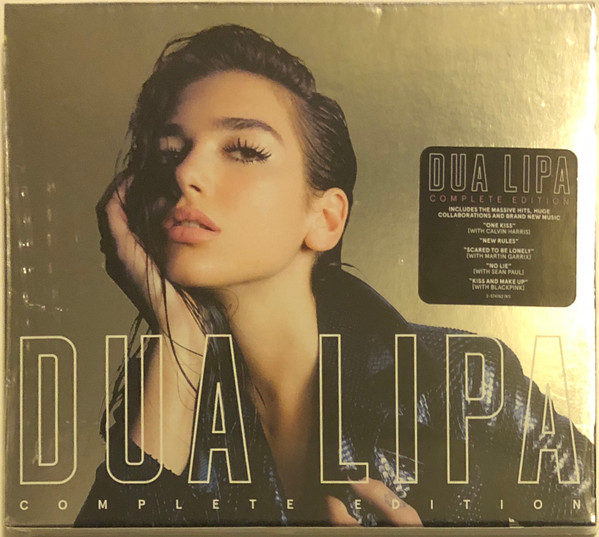 DUA LIPA
COMPLETE EDITION
INCLUDES THE MASSIVE HITS, HUGE
COLLABORATIONS AND BRAND NEW MUSIC
"ONE KISS"
(WITH CALVIN HARRIS)
"NEW RULES"
"SCARED TO BE LONELY"
(WITH MARTIN GARRIX)
"NO LIE"
(WITH SEAN PAUL)
"KISS AND MAKE UP"
(WITH BLACKPINK)
DUA LIPA
COMPLETE EDITION